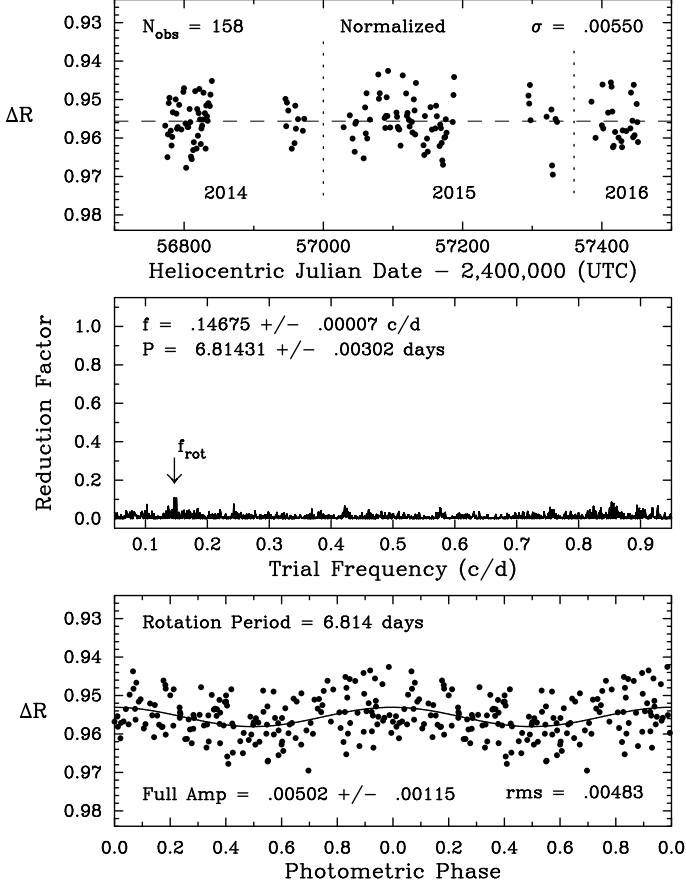 N_obs = 158 Normalized σ = .00550
0.93
0.94
0.95
ΔR
0.96
0.97
2014 2015 2016
0.98
56800 57000 57200 57400
Heliocentric Julian Date − 2,400,000 (UTC)
1.0
f = .14675 +/− .00007 c/d
P = 6.81431 +/− .00302 days
0.8
0.6
Reduction Factor
0.4
f_rot
0.2
0.0
0.1 0.2 0.3 0.4 0.5 0.6 0.7 0.8 0.9
Trial Frequency (c/d)
0.93
Rotation Period = 6.814 days
0.94
0.95
ΔR
0.96
0.97
Full Amp = .00502 +/− .00115 rms = .00483
0.98
0.0 0.2 0.4 0.6 0.8 0.0 0.2 0.4 0.6 0.8 0.0
Photometric Phase